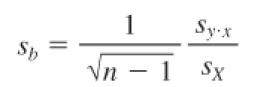 s_b = \frac{1}{\sqrt{n - 1}} \frac{s_{y \cdot x}}{s_X}